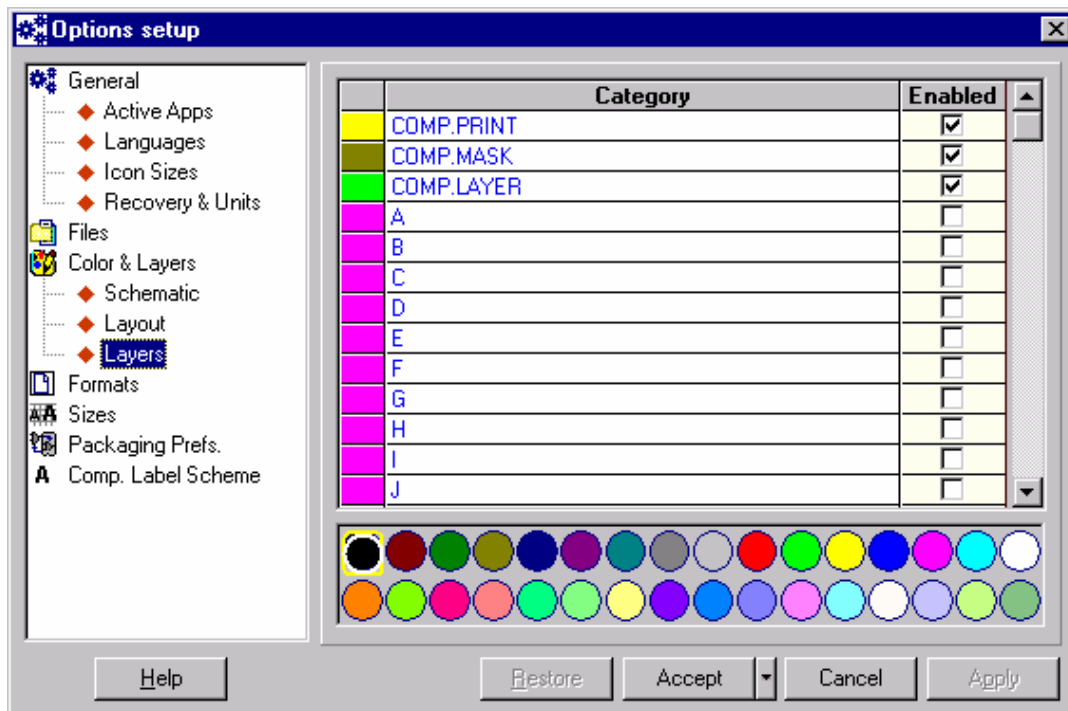 Options setup
General
Active Apps
Languages
Icon Sizes
Recovery & Units
Files
Color & Layers
Schematic
Layout
Layers
Formats
Sizes
Packaging Prefs.
Comp. Label Scheme
Category Enabled
COMP.PRINT
COMP.MASK
COMP.LAYER
A
B
C
D
E
F
G
H
I
J
Help Restore Accept Cancel Apply